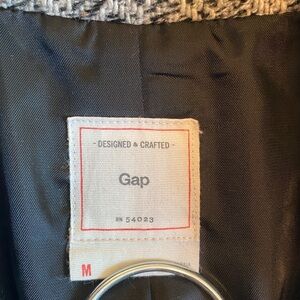 - DESIGNED & CRAFTED -
Gap
RN 54023
M